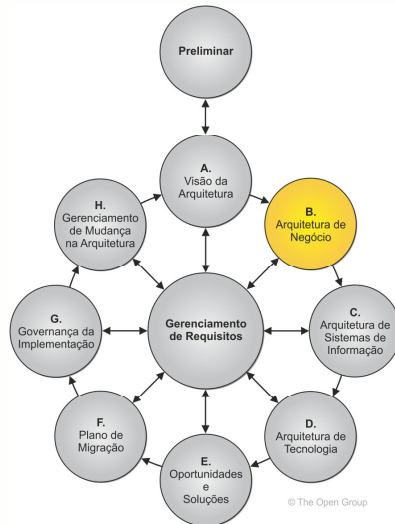 Preliminar
A.
Visão da
Arquitetura
B.
Arquitetura de
Negócio
C.
Arquitetura de
Sistemas de
Informação
D.
Arquitetura de
Tecnologia
E.
Oportunidades
e
Soluções
F.
Plano de
Migração
G.
Governança da
Implementação
H.
Gerenciamento
de Mudança
na Arquitetura
Gerenciamento
de Requisitos
© The Open Group